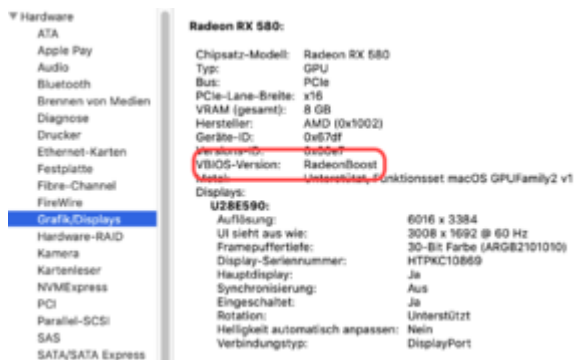 Hardware
ATA
Apple Pay
Audio
Bluetooth
Brennen von Medien
Diagnose
Drucker
Ethernet-Karten
Festplatte
Fibre-Channel
FireWire
Grafik/Displays
Hardware-RAID
Kamera
Kartenleser
NVMExpress
PCI
Parallel-SCSI
SAS
SATA/SATA Express
Radeon RX 580:
Chipsatz-Modell: Radeon RX 580
Typ: GPU
Bus: PCIe
PCIe-Lane-Breite: x16
VRAM (gesamt): 8 GB
Hersteller: AMD (0x1002)
Geräte-ID: 0x67df
Versions-ID: 0x00e7
VBIOS-Version: RadeonBoost
Metal: Unterstützt, Funktionsset macOS GPUFamily2 v1
Displays:
U28E590:
Auflösung: 6016 x 3384
UI sieht aus wie: 3008 x 1692 @ 60 Hz
Framepuffertiefe: 30-Bit Farbe (ARGB2101010)
Display-Seriennummer: HTPKC10869
Hauptdisplay: Ja
Synchronisierung: Aus
Eingeschaltet: Ja
Rotation: Unterstützt
Helligkeit automatisch anpassen: Nein
Verbindungstyp: DisplayPort